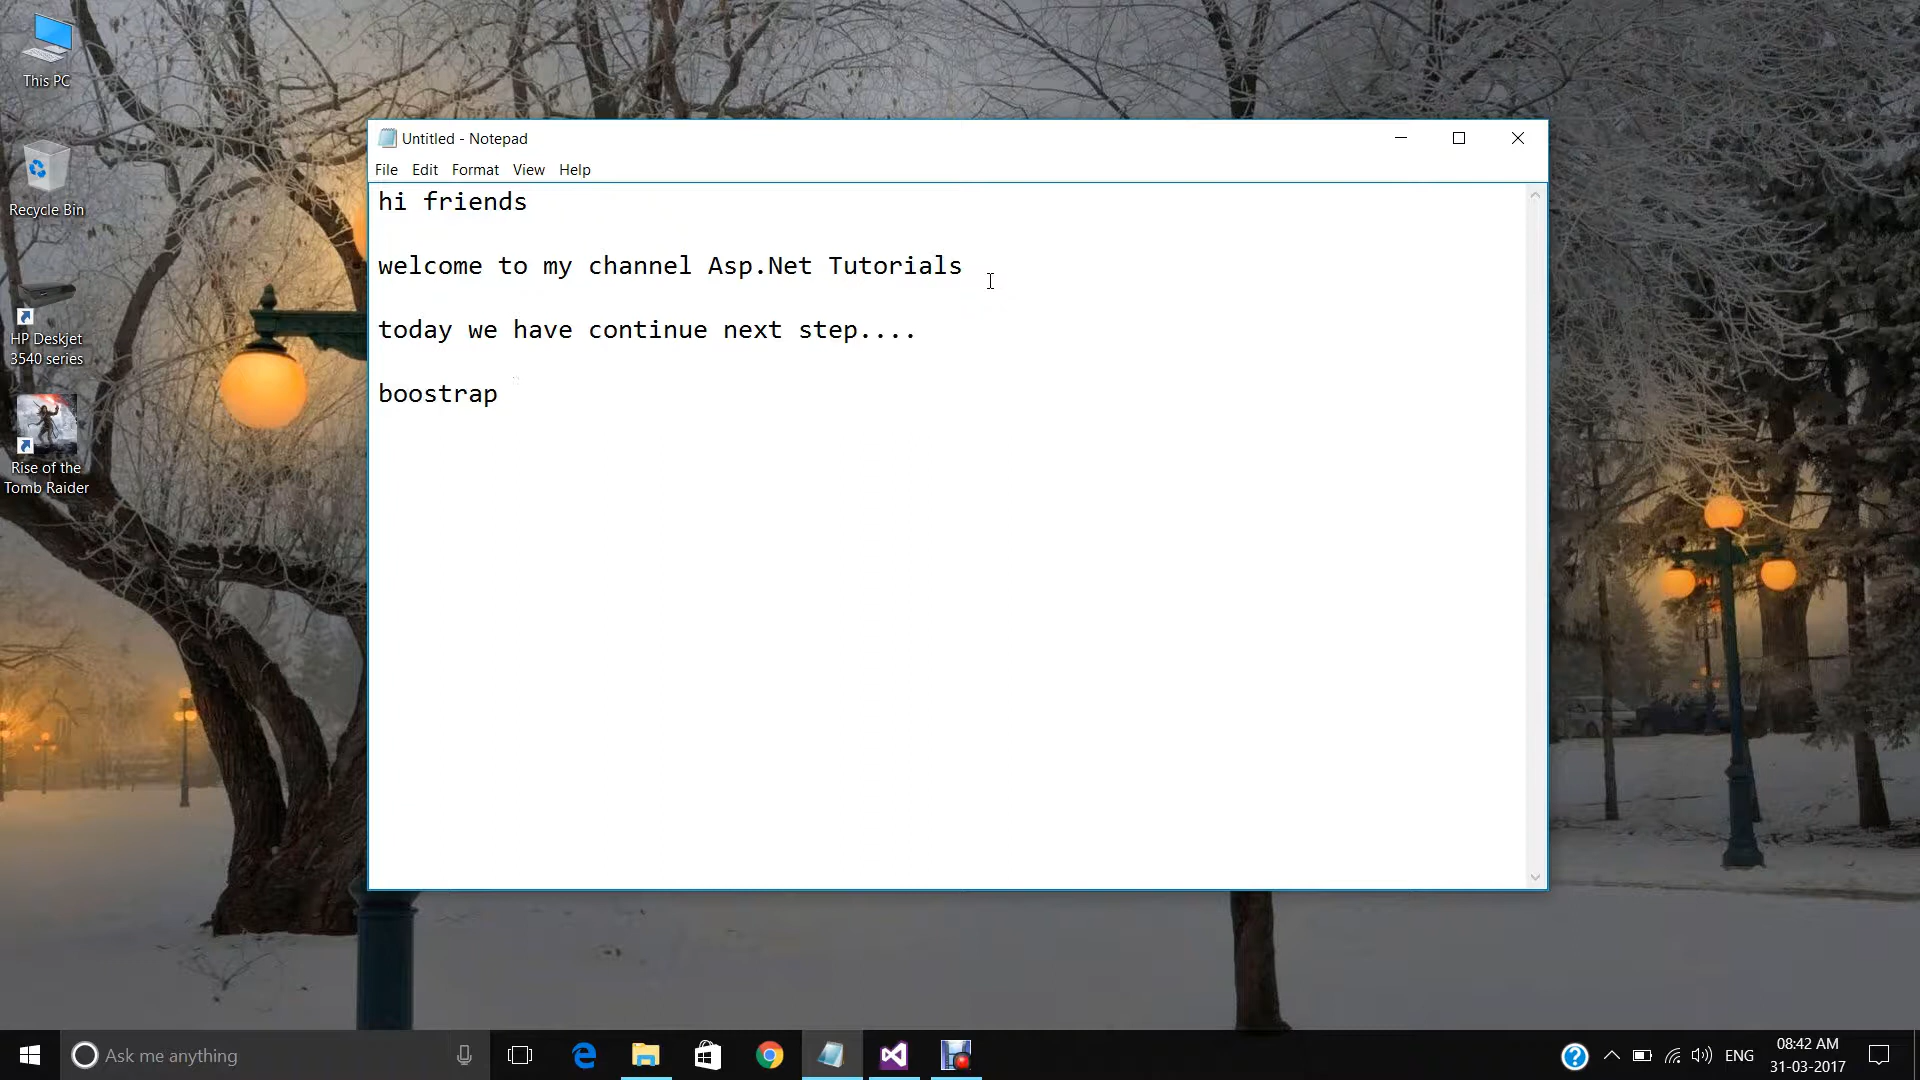 This PC
Recycle Bin
HP Deskjet
3540 series
Rise of the
Tomb Raider
Untitled - Notepad
File Edit Format View Help
hi friends
welcome to my channel Asp.Net Tutorials
today we have continue next step....
boostrap
Ask me anything
ENG
08:42 AM
31-03-2017